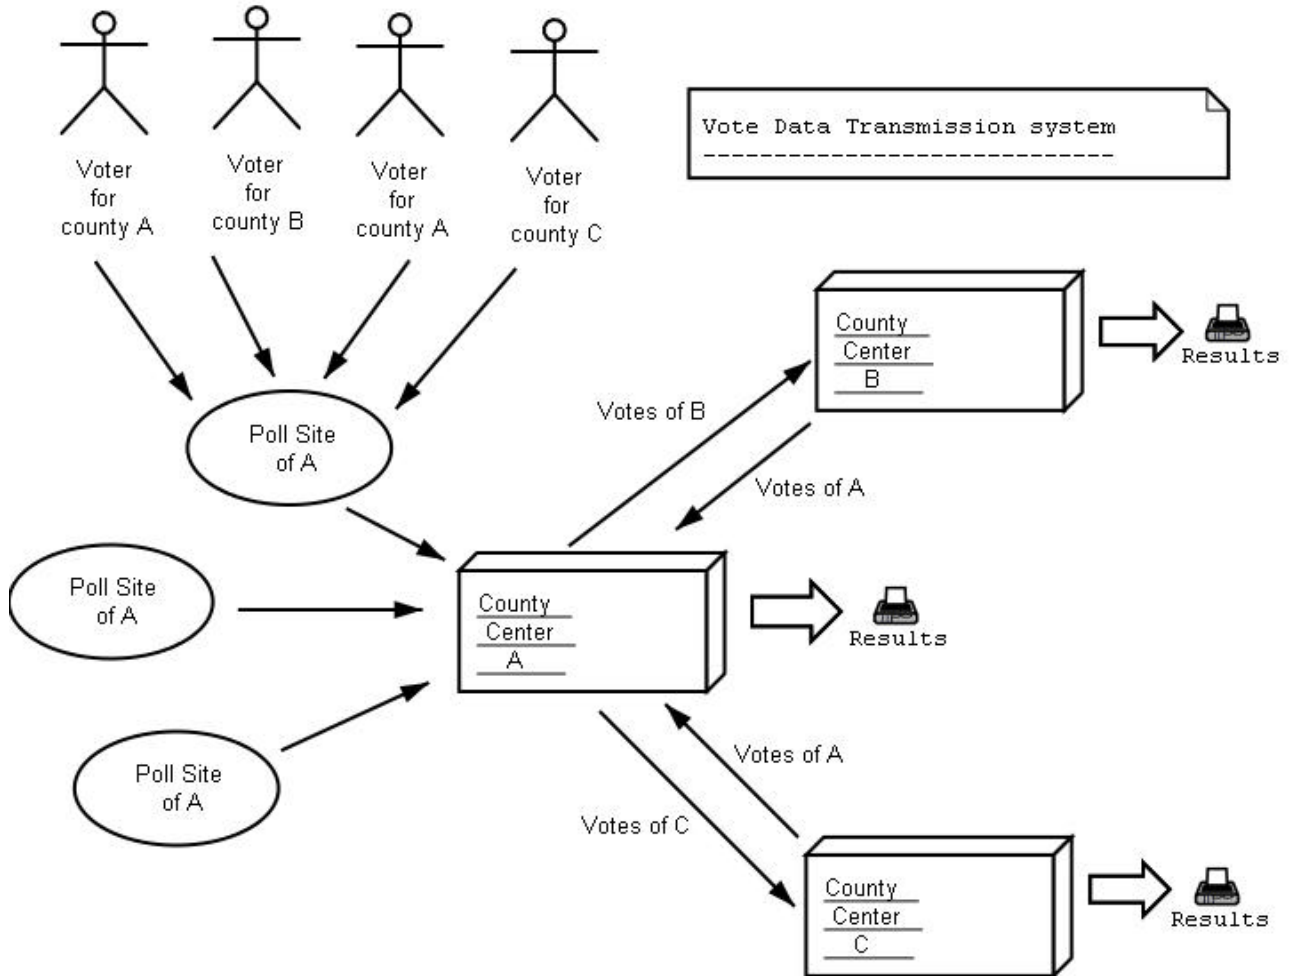 Voter
for
county A
Voter
for
county B
Voter
for
county A
Voter
for
county C
Vote Data Transmission system
-----------------------------
County
Center
B
Results
Votes of B
Poll Site
of A
Votes of A
Poll Site
of A
County
Center
A
Results
Votes of A
Poll Site
of A
Votes of C
County
Center
C
Results